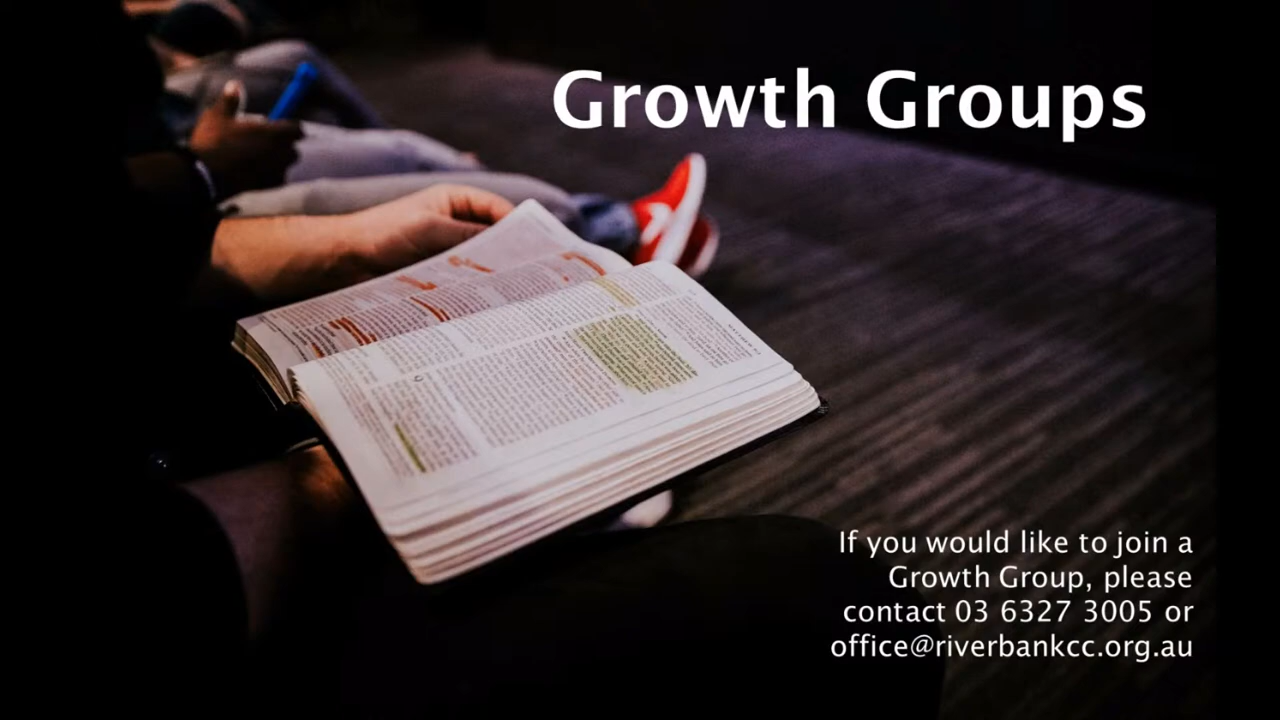 Growth Groups
If you would like to join a
Growth Group, please
contact 03 6327 3005 or
office@riverbankcc.org.au